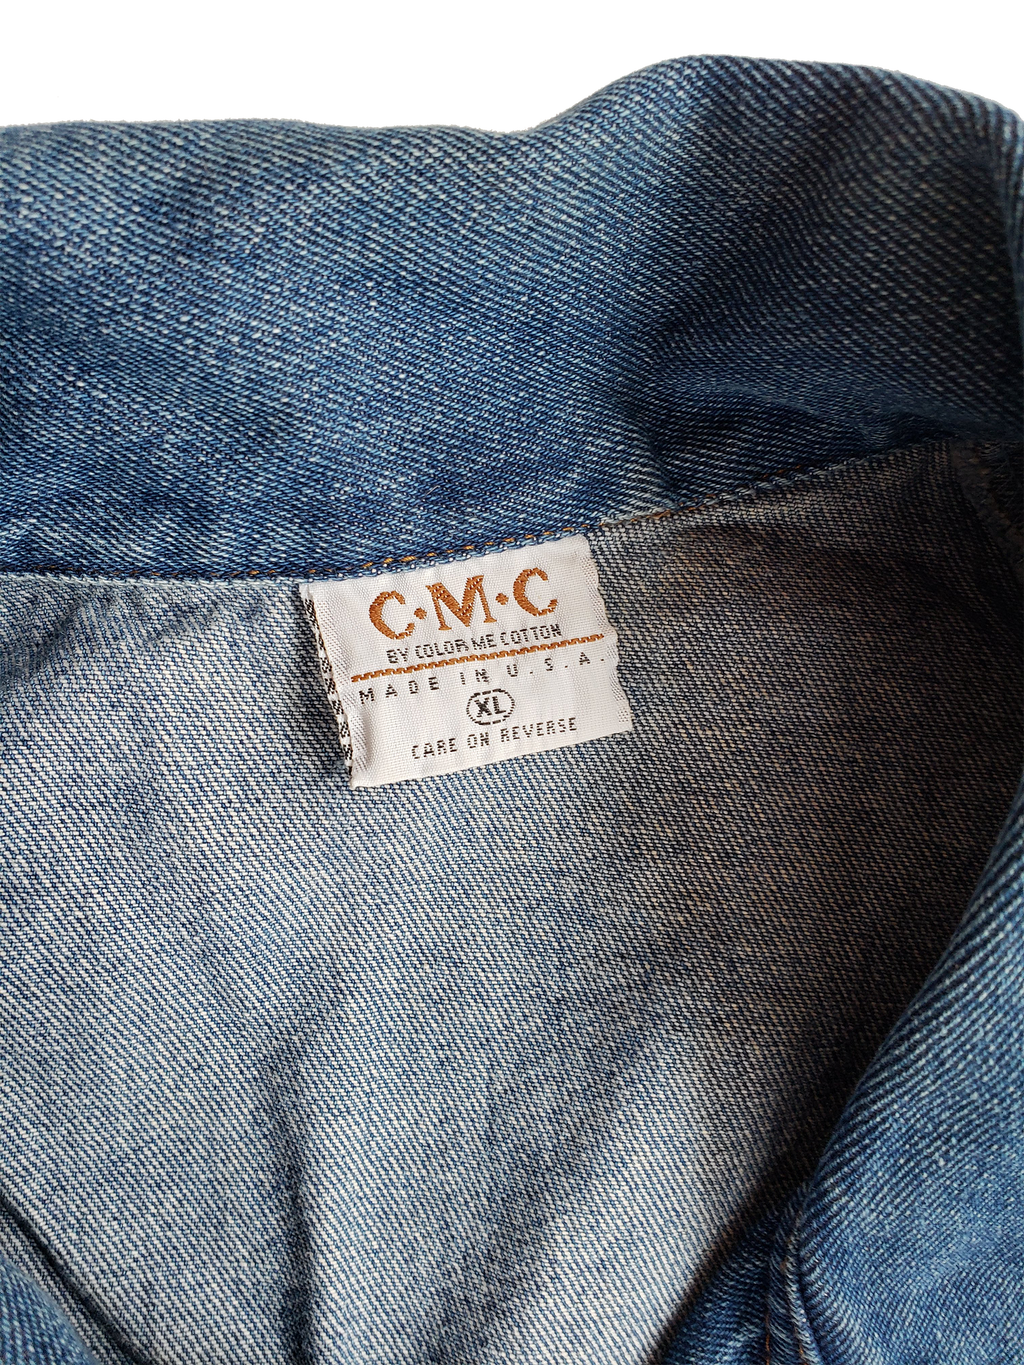 C·M·C
BY COLOR ME COTTON
MADE IN U.S.A.
XL
CARE ON REVERSE